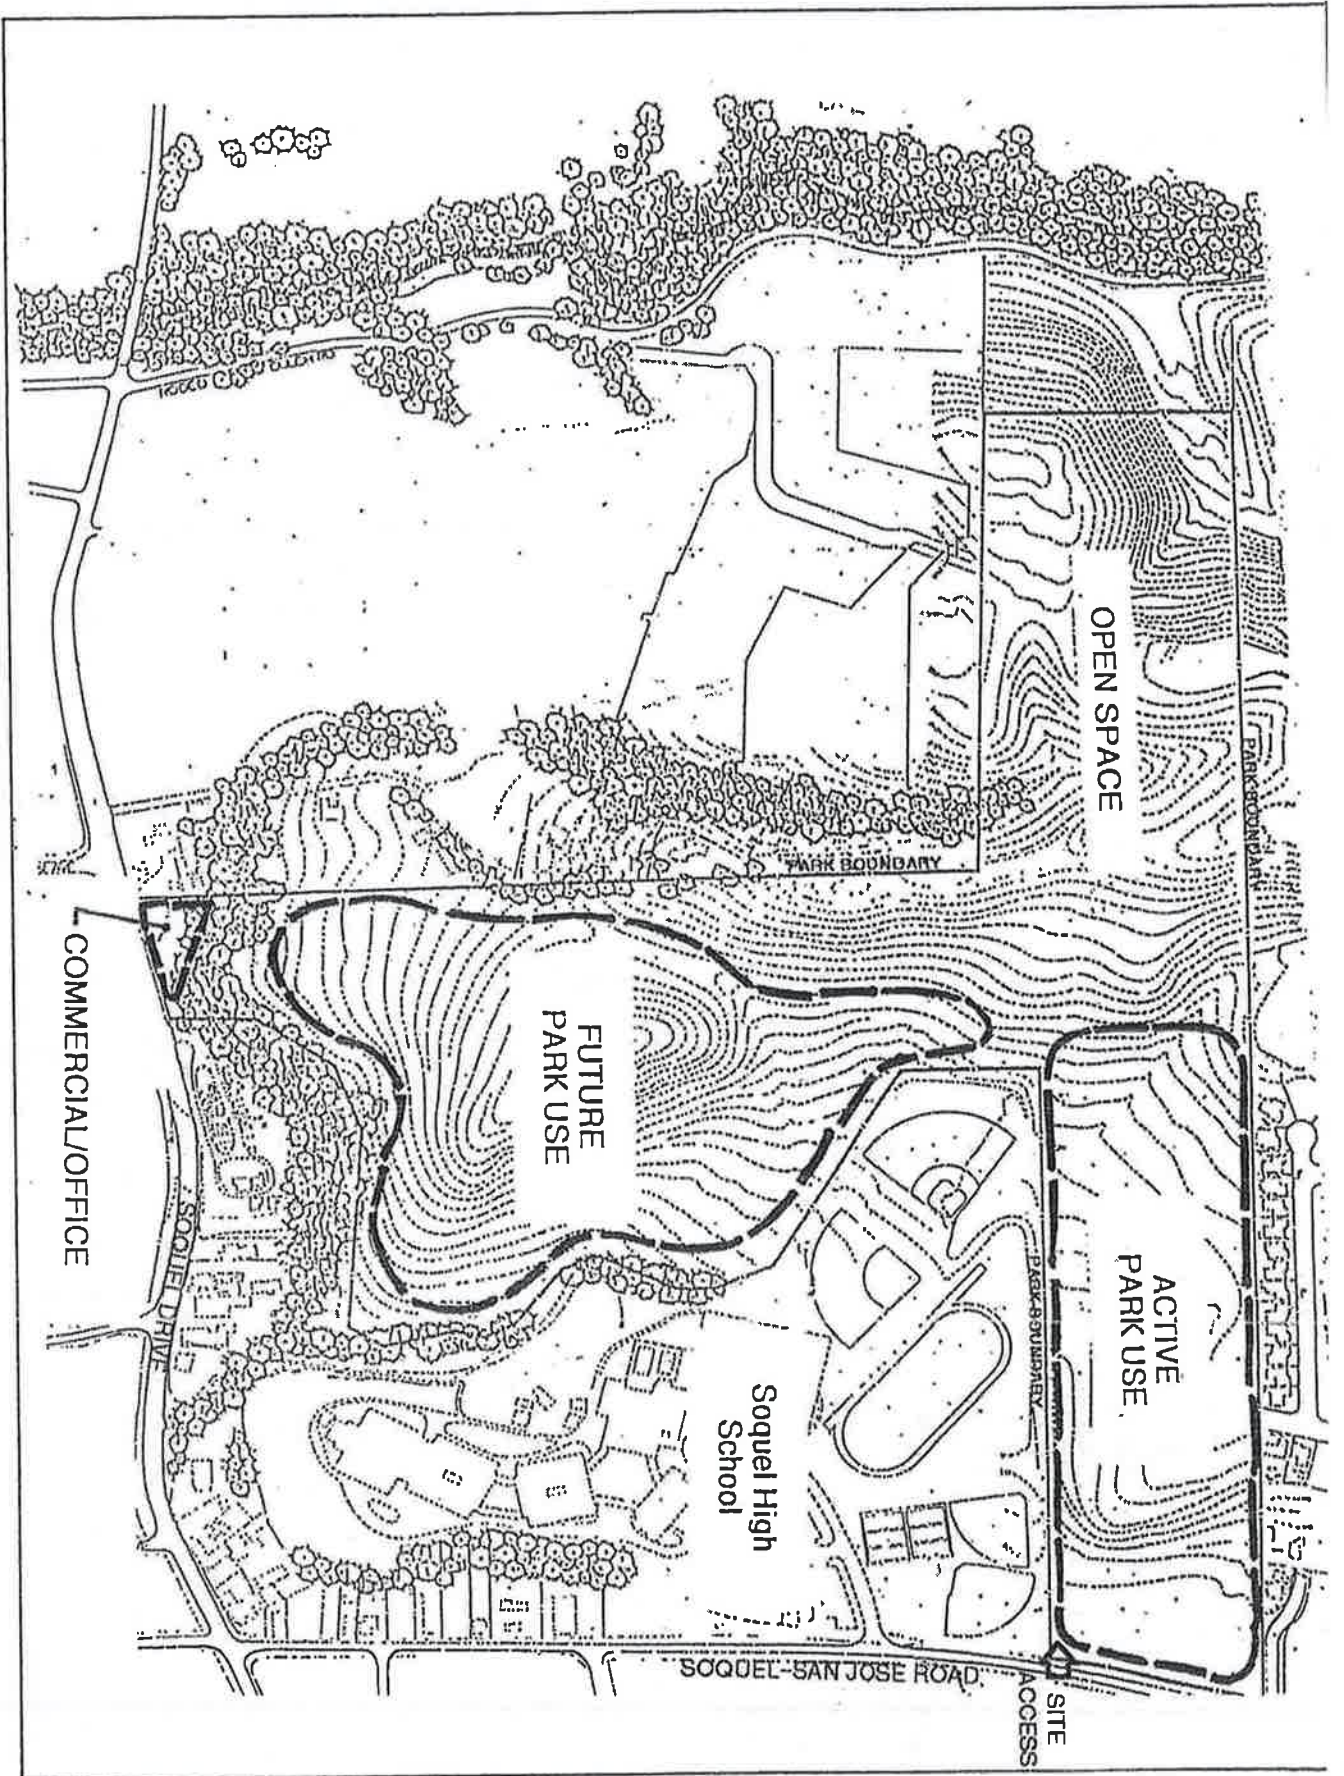 OPEN SPACE
PARK BOUNDARY
PARK BOUNDARY
ACTIVE
PARK USE
PARK BOUNDARY
FUTURE
PARK USE
Soquel High
School
COMMERCIAL/OFFICE
SOQUEL DRIVE
SOQUEL-SAN JOSE ROAD
SITE
ACCESS